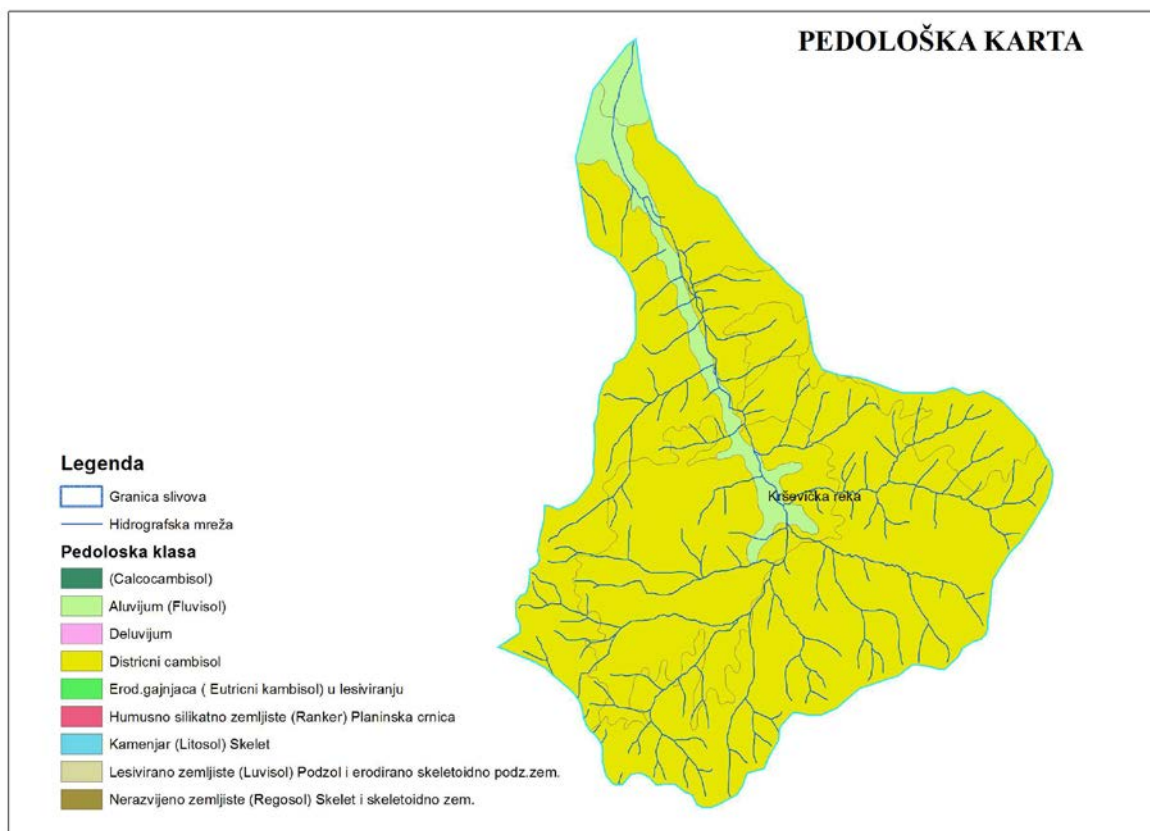 PEDOLOŠKA KARTA
Krševička reka
Legenda
Granica slivova
Hidrografska mreža
Pedoloska klasa
(Calcocambisol)
Aluvijum (Fluvisol)
Deluvijum
Districni cambisol
Erod.gajnjaca ( Eutricni kambisol) u lesiviranju
Humusno silikatno zemljiste (Ranker) Planinska crnica
Kamenjar (Litosol) Skelet
Lesivirano zemljiste (Luvisol) Podzol i erodirano skeletoidno podz.zem.
Nerazvijeno zemljiste (Regosol) Skelet i skeletoidno zem.